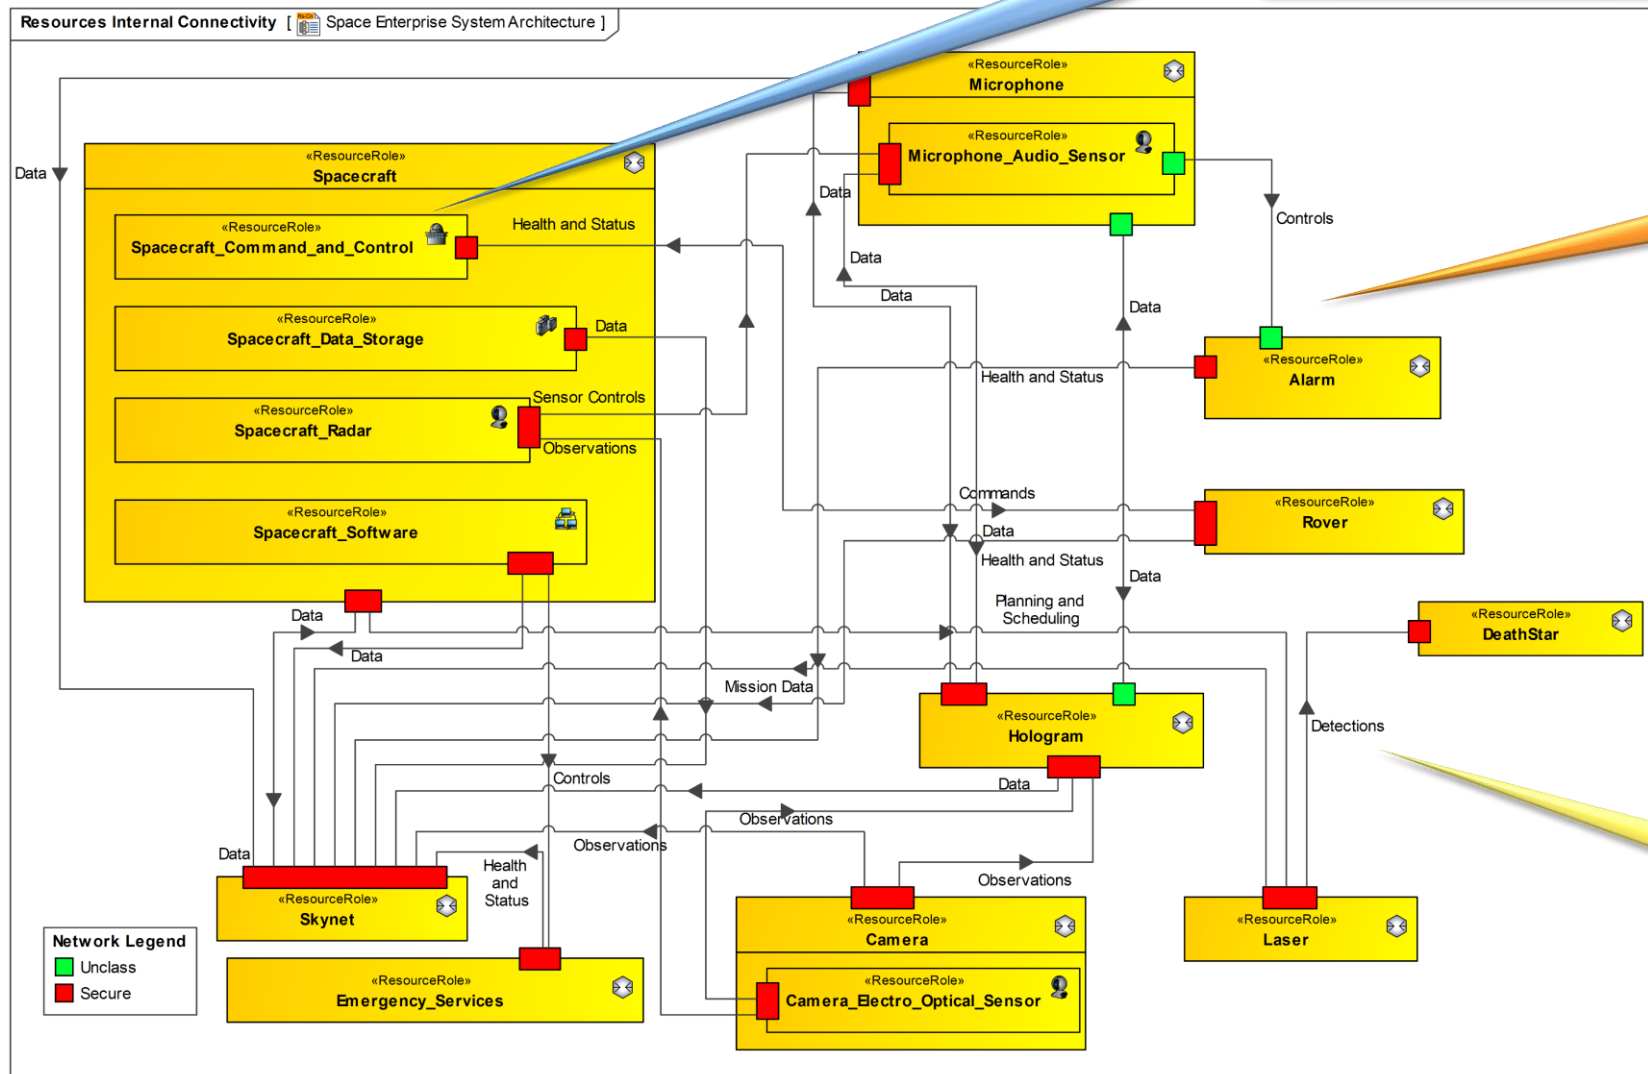 Resources Internal Connectivity [ Space Enterprise System Architecture ]
«ResourceRole»
Microphone
«ResourceRole»
Microphone_Audio_Sensor
«ResourceRole»
Spacecraft
Data
Data
Controls
«ResourceRole»
Spacecraft_Command_and_Control
Health and Status
Data
Data
Data
«ResourceRole»
Spacecraft_Data_Storage
Data
«ResourceRole»
Alarm
Health and Status
Sensor Controls
«ResourceRole»
Spacecraft_Radar
Observations
Commands
«ResourceRole»
Rover
«ResourceRole»
Spacecraft_Software
Data
Health and Status
Data
Planning and
Scheduling
Data
«ResourceRole»
DeathStar
Data
Mission Data
«ResourceRole»
Hologram
Detections
Controls
Data
Observations
Observations
Data
Health
and
Status
Observations
«ResourceRole»
Skynet
«ResourceRole»
Camera
«ResourceRole»
Laser
Network Legend
Unclass
Secure
«ResourceRole»
Emergency_Services
«ResourceRole»
Camera_Electro_Optical_Sensor